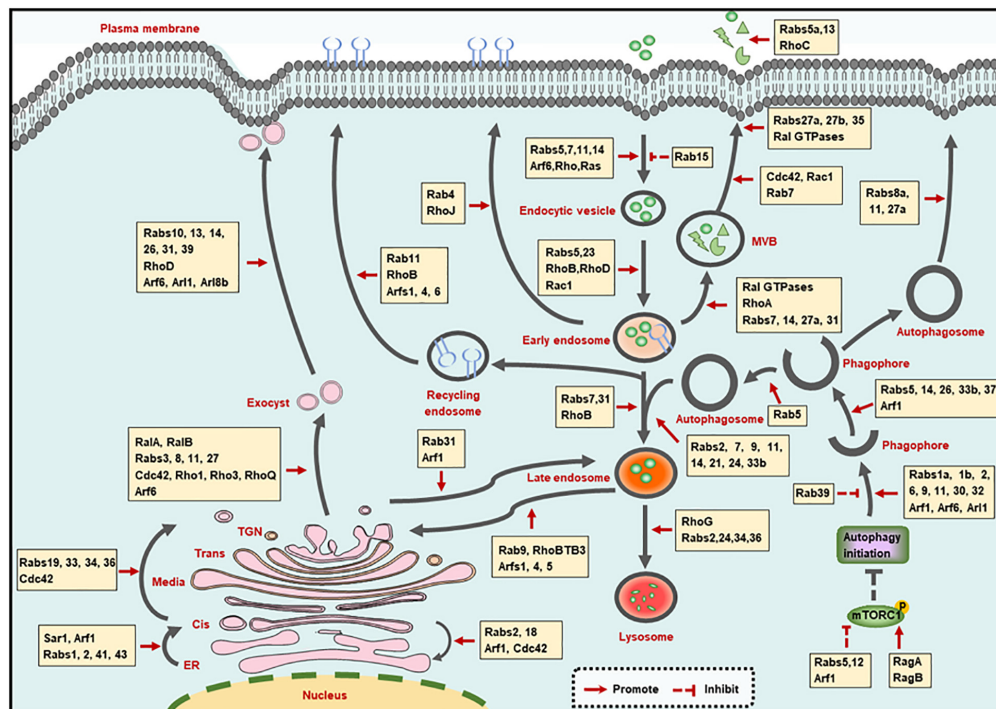 Plasma membrane
Rabs5a,13
RhoC
Rabs27a, 27b, 35
Ral GTPases
Rabs5,7,11,14
Arf6,Rho,Ras
Rab15
Cdc42, Rac1
Rab7
Rab4
RhoJ
Rabs8a,
11, 27a
Endocytic vesicle
MVB
Rabs10, 13, 14,
26, 31, 39
RhoD
Arf6, Arl1, Arl8b
Rab11
RhoB
Arfs1, 4, 6
Rabs5,23
RhoB,RhoD
Rac1
Ral GTPases
RhoA
Rabs7, 14, 27a, 31
Early endosome
Autophagosome
Phagophore
Recycling
endosome
Exocyst
Rabs7,31
RhoB
Autophagosome
Rab5
Rabs5, 14, 26, 33b, 37
Arf1
Phagophore
RalA, RalB
Rabs3, 8, 11, 27
Cdc42, Rho1, Rho3, RhoQ
Arf6
Rab31
Arf1
Rabs2, 7, 9, 11,
14, 21, 24, 33b
Late endosome
Rab39
Rabs1a, 1b, 2,
6, 9, 11, 30, 32
Arf1, Arf6, Arl1
TGN
Trans
Media
Cis
ER
Rabs19, 33, 34, 36
Cdc42
Rab9, RhoBTB3
Arfs1, 4, 5
RhoG
Rabs2,24,34,36
Autophagy
initiation
mTORC1
P
Lysosome
Sar1, Arf1
Rabs1, 2, 41, 43
Rabs2, 18
Arf1, Cdc42
Rabs5,12
Arf1
RagA
RagB
Nucleus
Promote
Inhibit